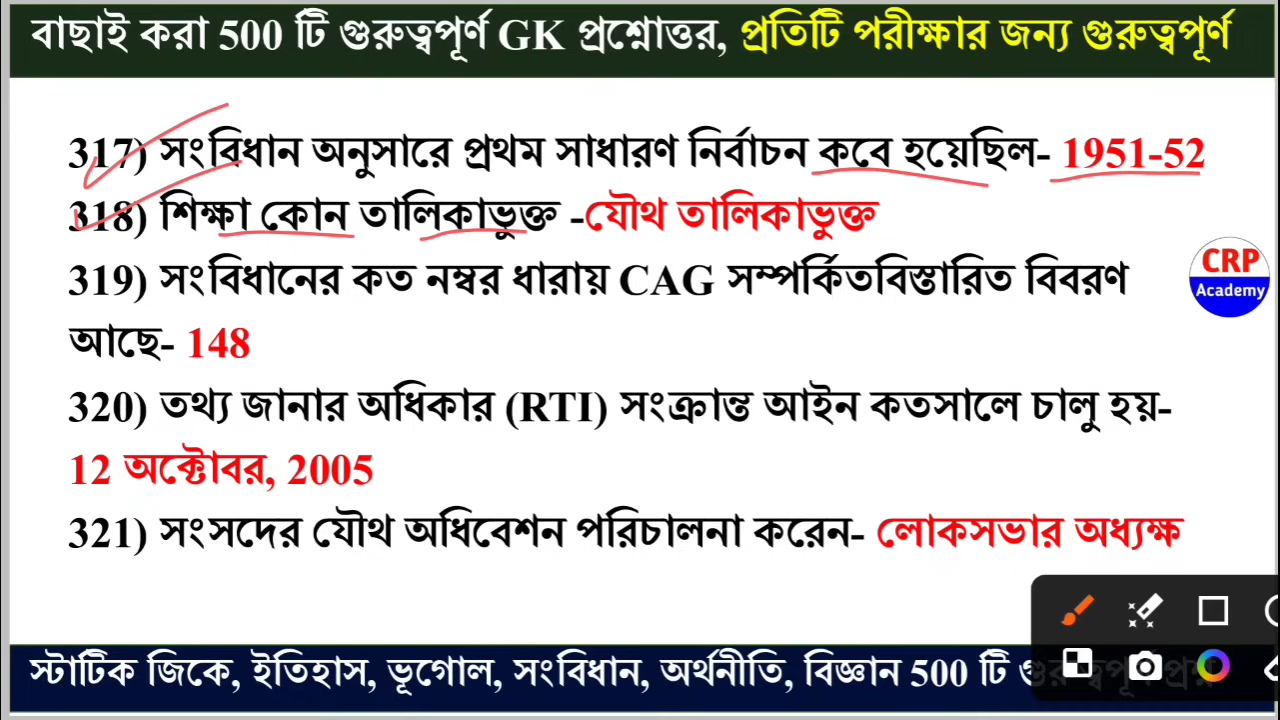 বাছাই করা 500 টি গুরুত্বপূর্ণ GK প্রশ্নোত্তর, প্রতিটি পরীক্ষার জন্য গুরুত্বপূর্ণ
317) সংবিধান অনুসারে প্রথম সাধারণ নির্বাচন কবে হয়েছিল- 1951-52
318) শিক্ষা কোন তালিকাভুক্ত -যৌথ তালিকাভুক্ত
319) সংবিধানের কত নম্বর ধারায় CAG সম্পর্কিতবিস্তারিত বিবরণ
আছে- 148
CRP
Academy
320) তথ্য জানার অধিকার (RTI) সংক্রান্ত আইন কতসালে চালু হয়-
12 অক্টোবর, 2005
321) সংসদের যৌথ অধিবেশন পরিচালনা করেন- লোকসভার অধ্যক্ষ
স্টাটিক জিকে, ইতিহাস, ভূগোল, সংবিধান, অর্থনীতি, বিজ্ঞান 500 টি